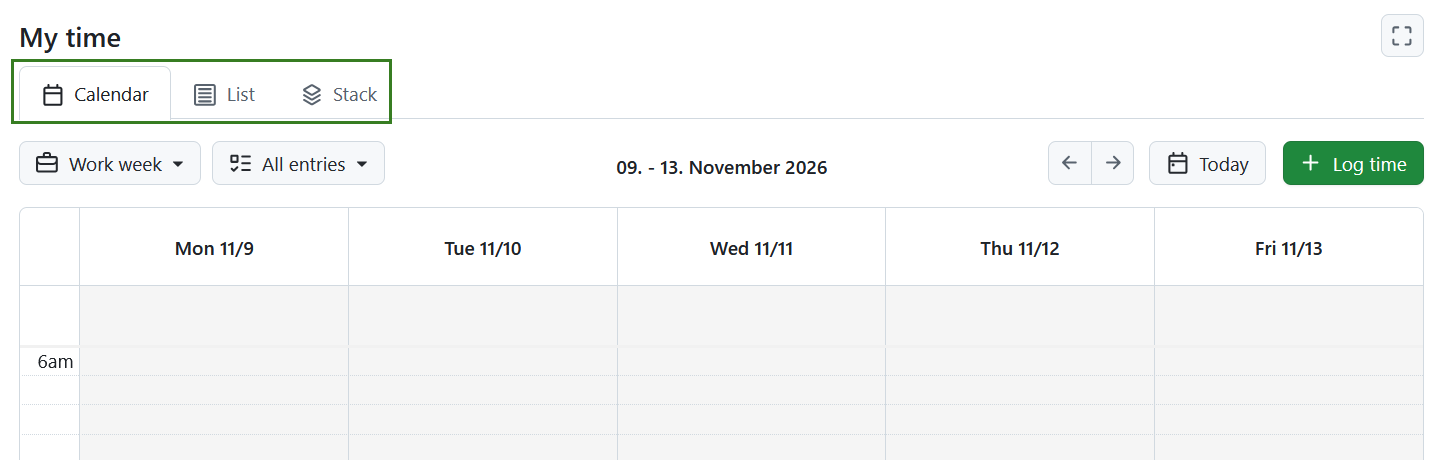 My time
Calendar List Stack
Work week All entries 09. - 13. November 2026 Today Log time
Mon 11/9 Tue 11/10 Wed 11/11 Thu 11/12 Fri 11/13
6am